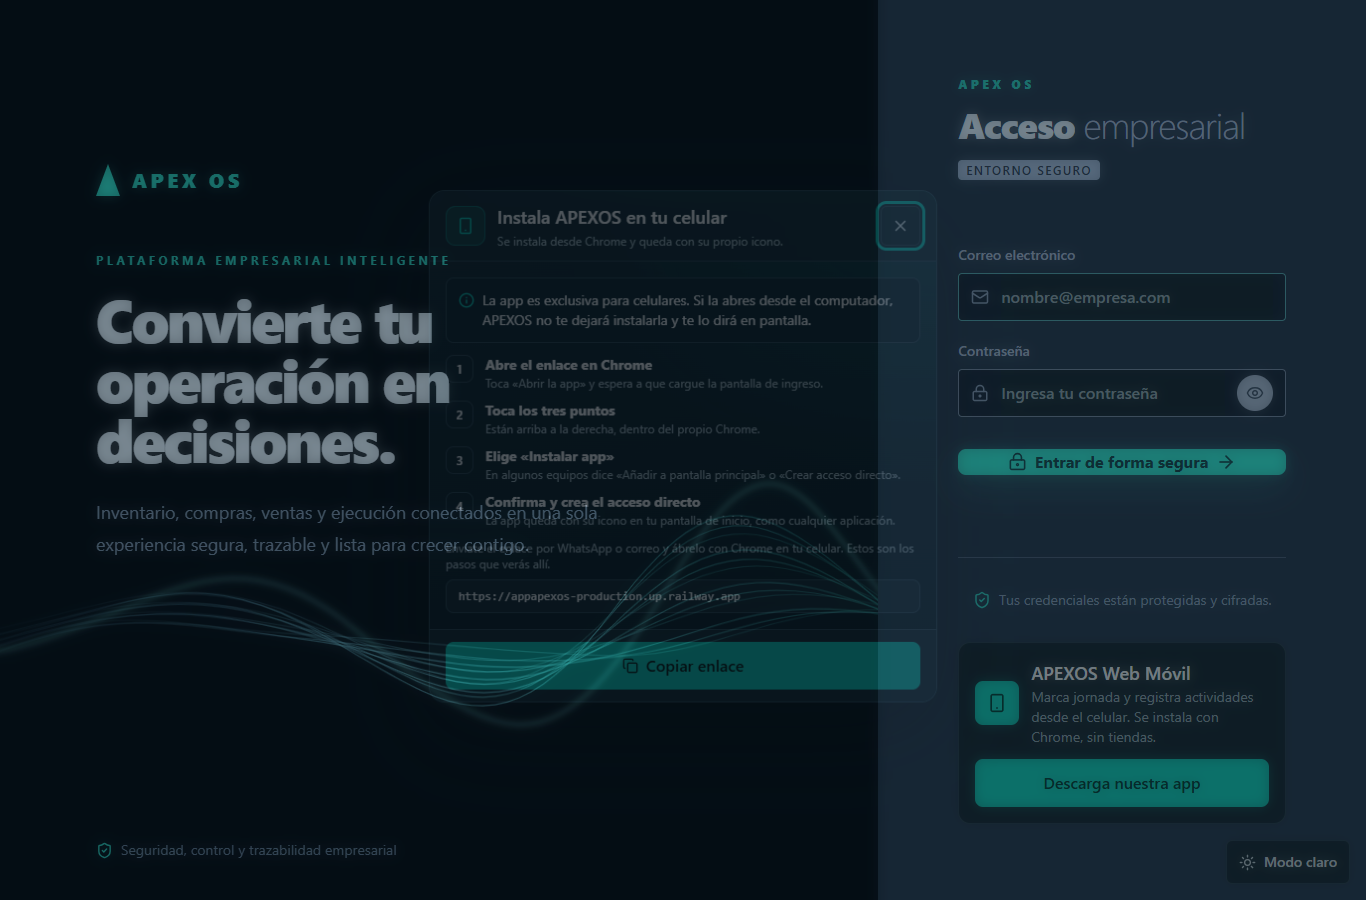 APEX OS
PLATAFORMA EMPRESARIAL INTELIGENTE
Convierte tu
operación en
decisiones.
Inventario, compras, ventas y ejecución conectados en una sola
experiencia segura, trazable y lista para crecer contigo.
Seguridad, control y trazabilidad empresarial
Instala APEXOS en tu celular
Se instala desde Chrome y queda con su propio icono.
La app es exclusiva para celulares. Si la abres desde el computador,
APEXOS no te dejará instalarla y te lo dirá en pantalla.
1 Abre el enlace en Chrome
Toca «Abrir la app» y espera a que cargue la pantalla de ingreso.
2 Toca los tres puntos
Están arriba a la derecha, dentro del propio Chrome.
3 Elige «Instalar app»
En algunos equipos dice «Añadir a pantalla principal» o «Crear acceso directo».
4 Confirma y crea el acceso directo
La app queda con su icono en tu pantalla de inicio, como cualquier aplicación.
enlace por WhatsApp o correo y ábrelo con Chrome en tu celular. Estos son los
pasos que verás allí.
https://appapexos-production.up.railway.app
Copiar enlace
APEX OS
Acceso empresarial
ENTORNO SEGURO
Correo electrónico
nombre@empresa.com
Contraseña
Ingresa tu contraseña
Entrar de forma segura
Tus credenciales están protegidas y cifradas.
APEXOS Web Móvil
Marca jornada y registra actividades
desde el celular. Se instala con
Chrome, sin tiendas.
Descarga nuestra app
Modo claro